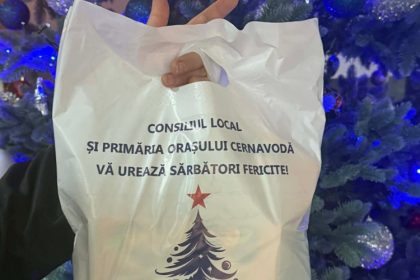 CONSILIUL LOCAL
ȘI PRIMĂRIA ORAȘULUI CERNAVODĂ
VĂ UREAZĂ SĂRBĂTORI FERICITE!